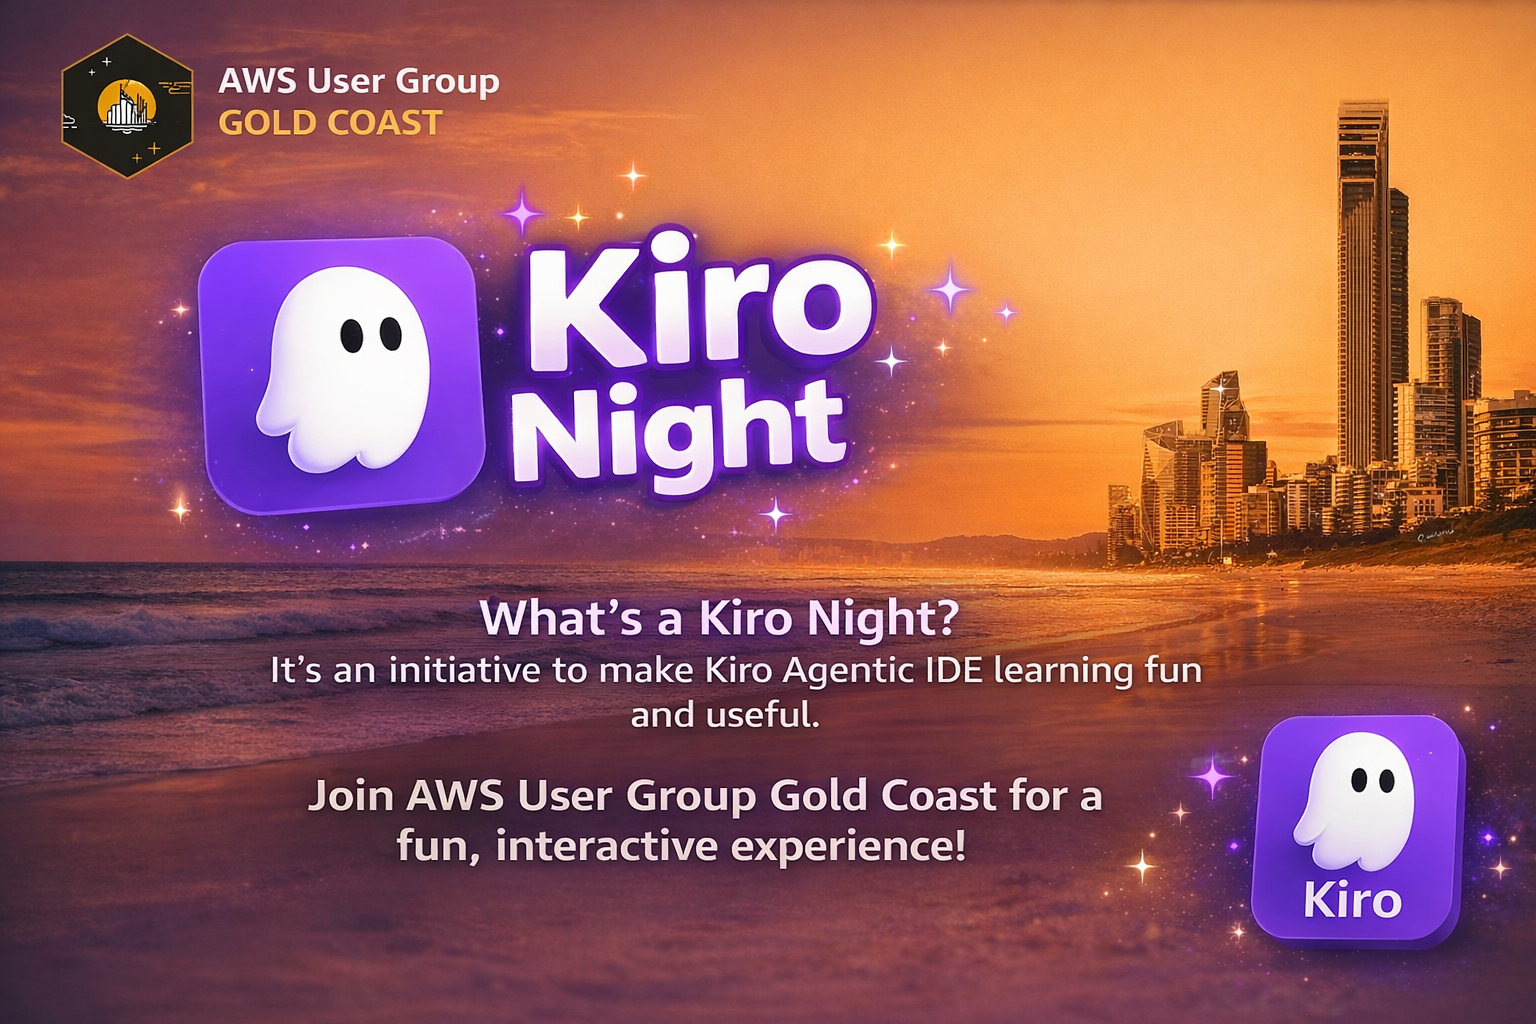 AWS User Group
GOLD COAST
Kiro
Night
What's a Kiro Night?
It's an initiative to make Kiro Agentic IDE learning fun
and useful.
Join AWS User Group Gold Coast for a
fun, interactive experience!
Kiro